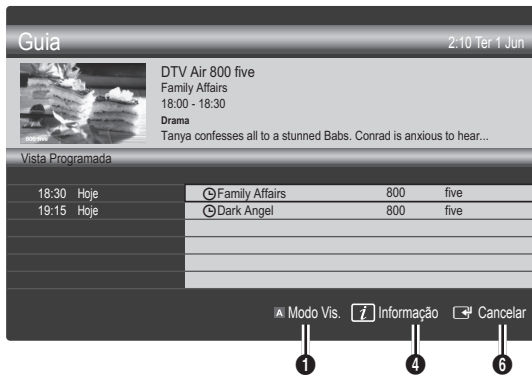 Guia 2:10 Ter 1 Jun
DTV Air 800 five
Family Affairs
18:00 - 18:30
Drama
Tanya confesses all to a stunned Babs. Conrad is anxious to hear...
800 five
Vista Programada
18:30 Hoje Family Affairs 800 five
19:15 Hoje Dark Angel 800 five
A Modo Vis. i Informação Cancelar
1 4 6